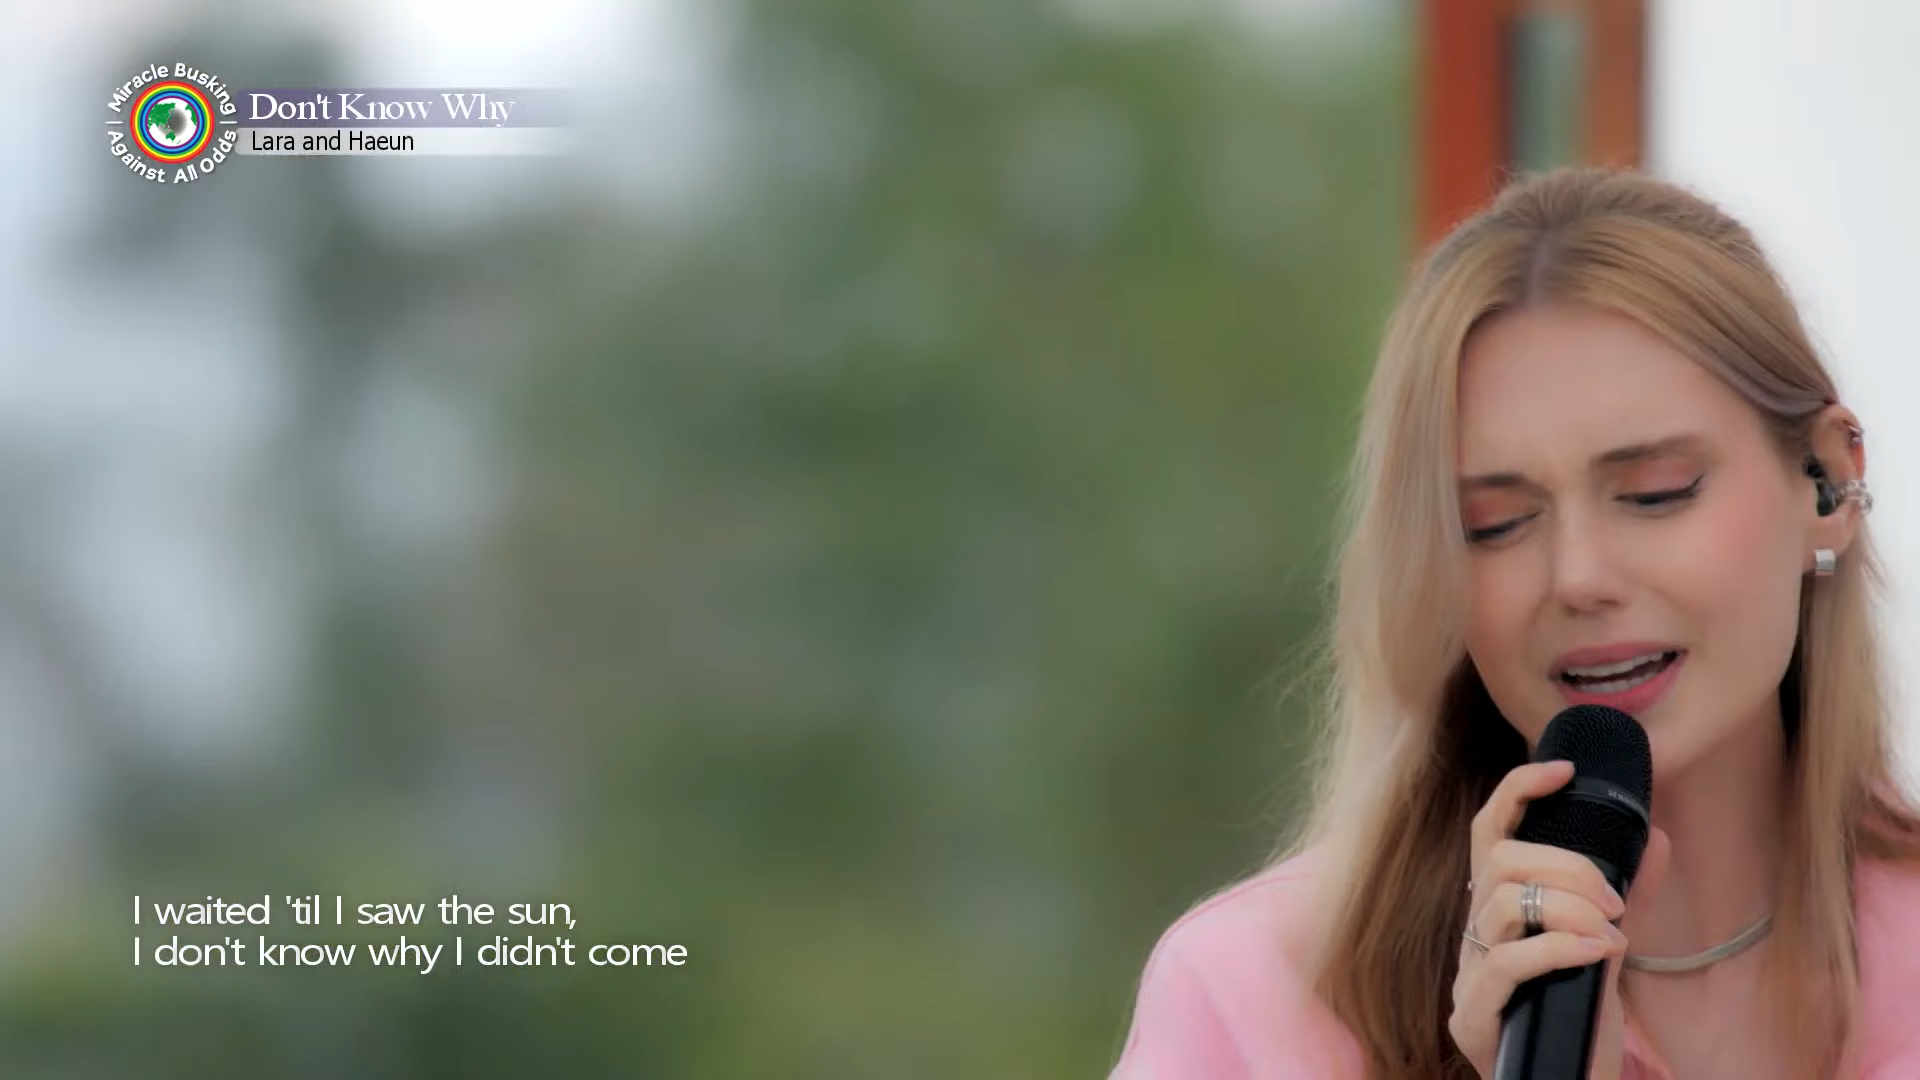 Miracle Busking
Against All Odds
Don't Know Why
Lara and Haeun
I waited 'til I saw the sun,
I don't know why I didn't come